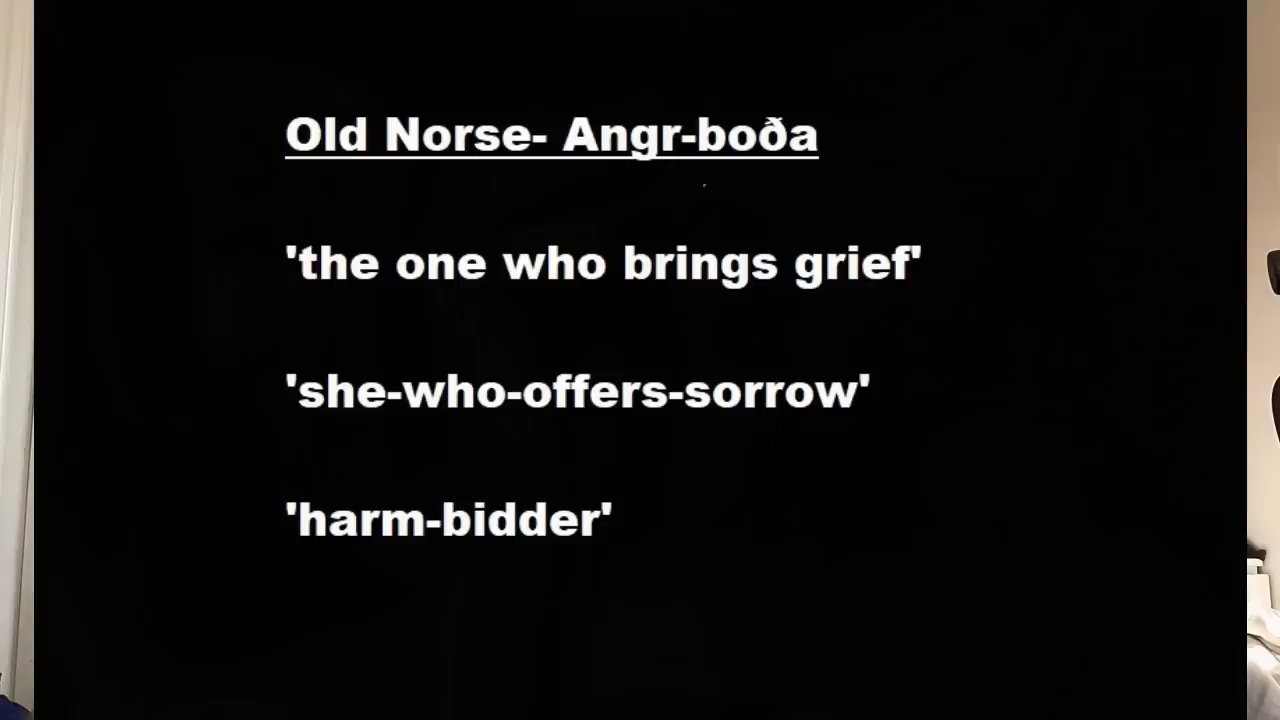 Old Norse- Angr-boða
'the one who brings grief'
'she-who-offers-sorrow'
'harm-bidder'